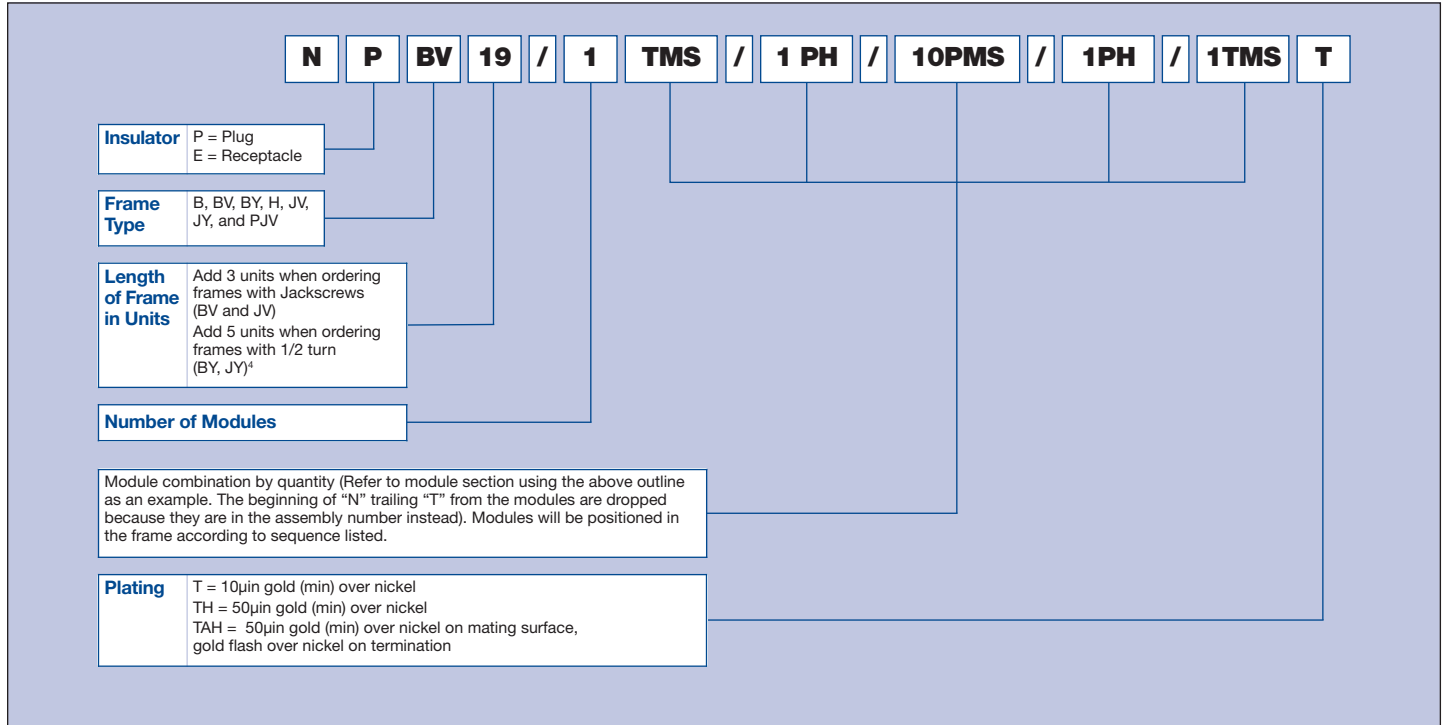 N P BV 19 / 1 TMS / 1 PH / 10PMS / 1PH / 1TMS T
Insulator
P = Plug
E = Receptacle
Frame
Type
B, BV, BY, H, JV,
JY, and PJV
Length
of Frame
in Units
Add 3 units when ordering
frames with Jackscrews
(BV and JV)
Add 5 units when ordering
frames with 1/2 turn
(BY, JY)⁴
Number of Modules
Module combination by quantity (Refer to module section using the above outline
as an example. The beginning of “N” trailing “T” from the modules are dropped
because they are in the assembly number instead). Modules will be positioned in
the frame according to sequence listed.
Plating
T = 10µin gold (min) over nickel
TH = 50µin gold (min) over nickel
TAH = 50µin gold (min) over nickel on mating surface,
gold flash over nickel on termination